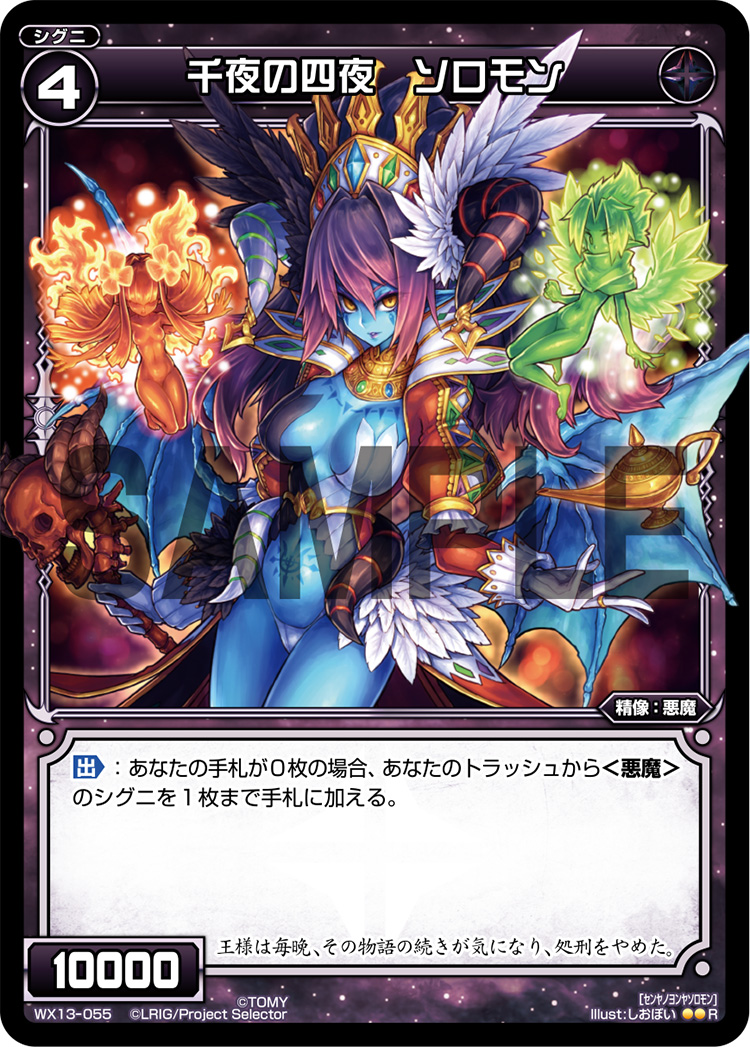 シグニ
4
千夜の四夜 ソロモン
SAMPLE
精像：悪魔
出：あなたの手札が０枚の場合、あなたのトラッシュから＜悪魔＞
のシグニを１枚まで手札に加える。
王様は毎晩、その物語の続きが気になり、処刑をやめた。
10000
©TOMY
[センヤノヨンヤソロモン]
WX13-055 ©LRIG/Project Selector
Illust:しおぼい R